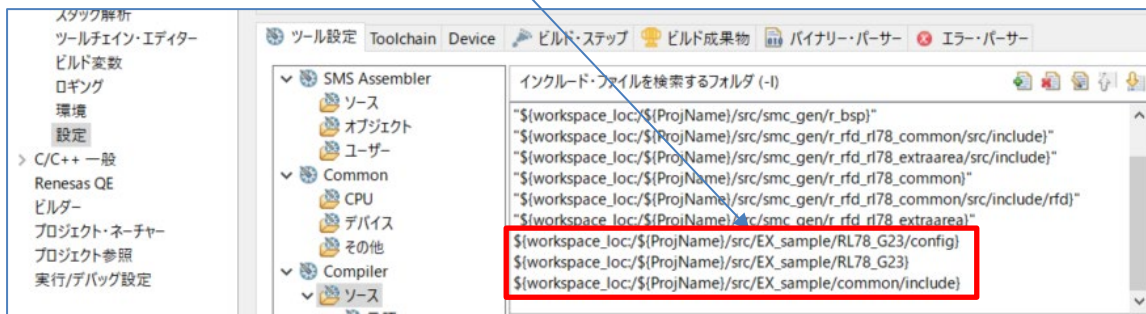 スタック解析
ツールチェイン・エディター
ビルド変数
ロギング
環境
設定
C/C++ 一般
Renesas QE
ビルダー
プロジェクト・ネーチャー
プロジェクト参照
実行/デバッグ設定
ツール設定 Toolchain Device ビルド・ステップ ビルド成果物 バイナリー・パーサー エラー・パーサー
SMS Assembler
ソース
オブジェクト
ユーザー
Common
CPU
デバイス
その他
Compiler
ソース
インクルード・ファイルを検索するフォルダ (-I)
"${workspace_loc:/${ProjName}/src/smc_gen/r_bsp}"
"${workspace_loc:/${ProjName}/src/smc_gen/r_rfd_rl78_common/src/include}"
"${workspace_loc:/${ProjName}/src/smc_gen/r_rfd_rl78_extraarea/src/include}"
"${workspace_loc:/${ProjName}/src/smc_gen/r_rfd_rl78_common}"
"${workspace_loc:/${ProjName}/src/smc_gen/r_rfd_rl78_common/src/include/rfd}"
"${workspace_loc:/${ProjName}/src/smc_gen/r_rfd_rl78_extraarea}"
${workspace_loc:/${ProjName}/src/EX_sample/RL78_G23/config}
${workspace_loc:/${ProjName}/src/EX_sample/RL78_G23}
${workspace_loc:/${ProjName}/src/EX_sample/common/include}